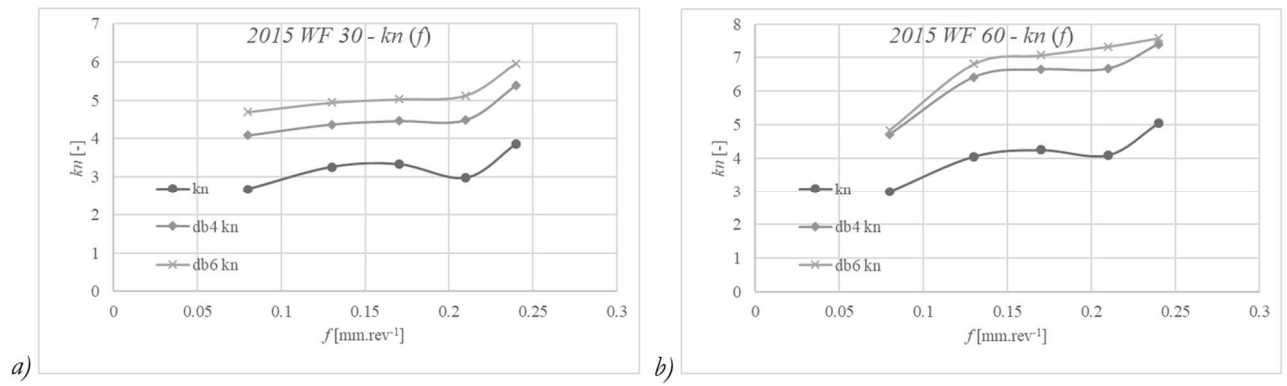 2015 WF 30 - kn (f)
7
6
5
4
3
2
1
0
kn [-]
kn
db4 kn
db6 kn
0 0.05 0.1 0.15 0.2 0.25 0.3
f [mm.rev⁻¹]
a)
2015 WF 60 - kn (f)
8
7
6
5
4
3
2
1
0
kn [-]
kn
db4 kn
db6 kn
0 0.05 0.1 0.15 0.2 0.25 0.3
f [mm.rev⁻¹]
b)